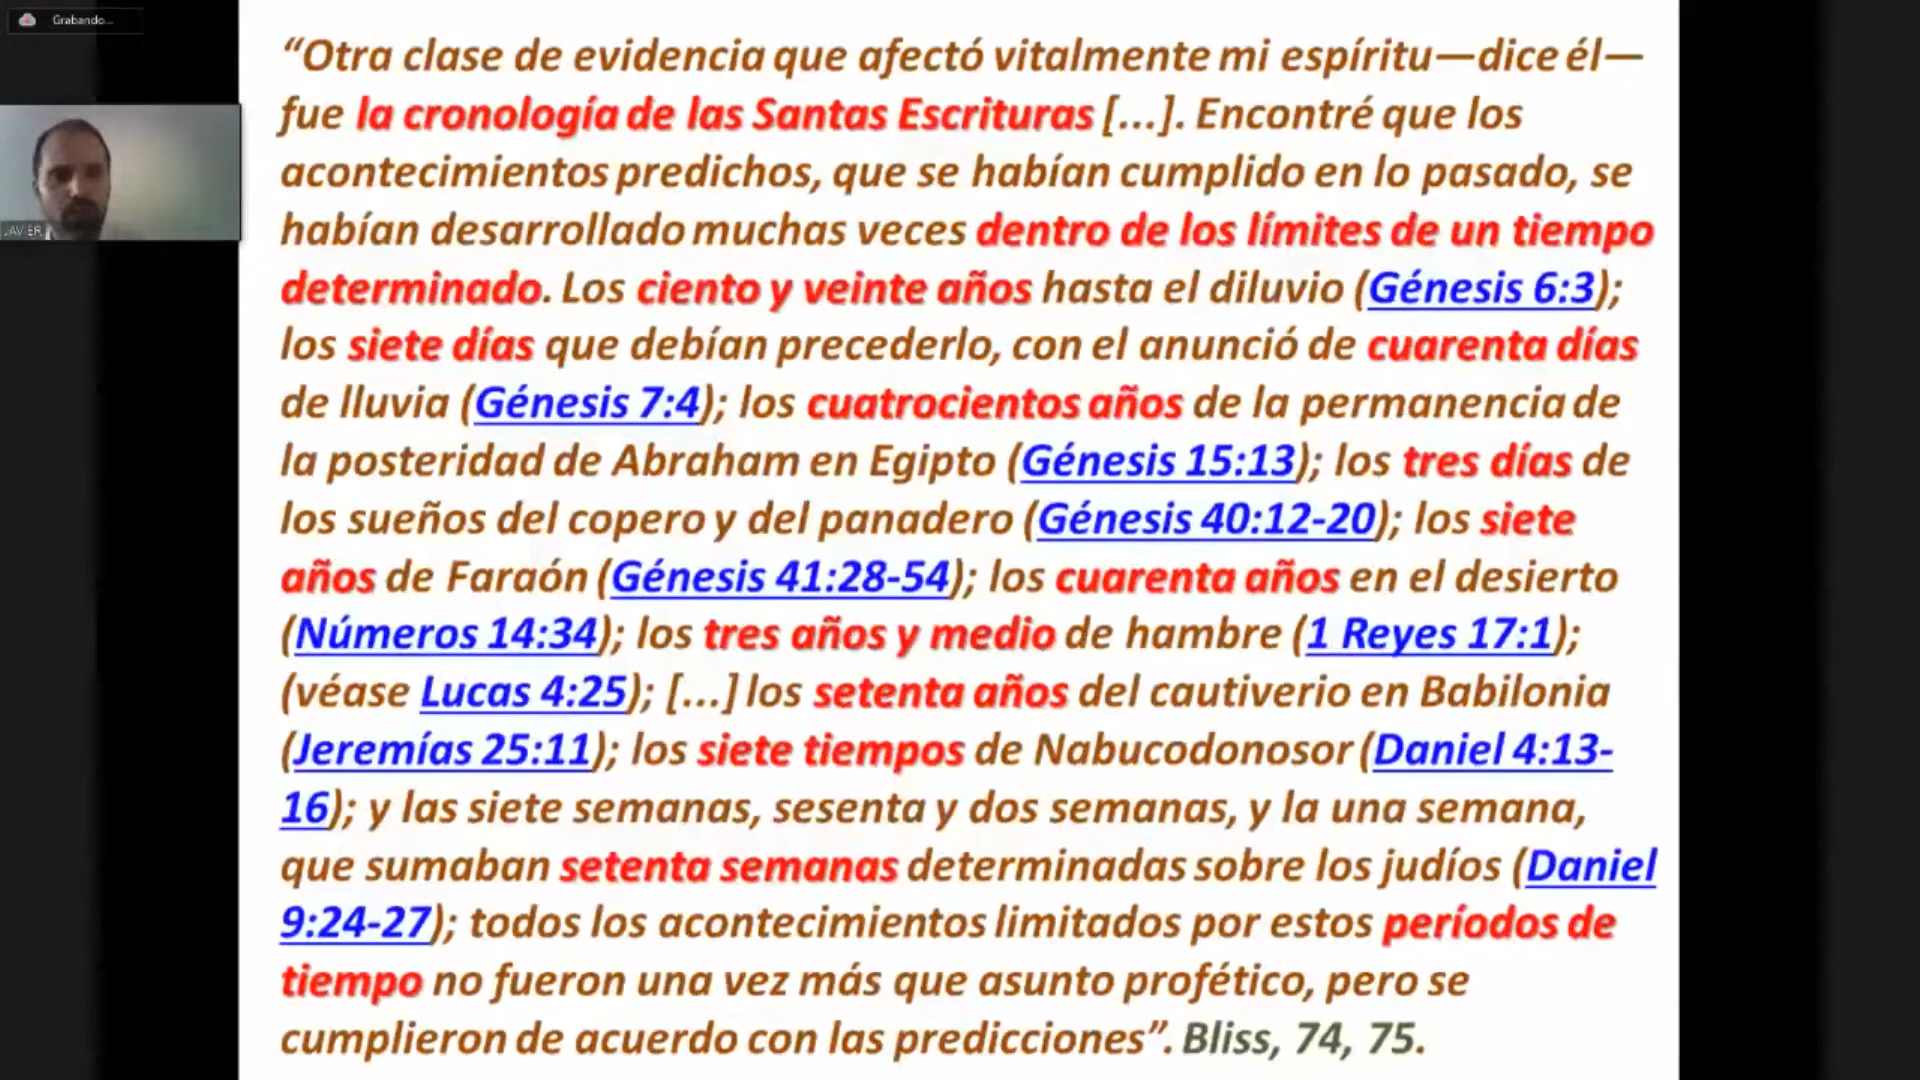 Grabando...
“Otra clase de evidencia que afectó vitalmente mi espíritu—dice él—
fue la cronología de las Santas Escrituras [...]. Encontré que los
acontecimientos predichos, que se habían cumplido en lo pasado, se
habían desarrollado muchas veces dentro de los límites de un tiempo
determinado. Los ciento y veinte años hasta el diluvio (Génesis 6:3);
los siete días que debían precederlo, con el anunció de cuarenta días
de lluvia (Génesis 7:4); los cuatrocientos años de la permanencia de
la posteridad de Abraham en Egipto (Génesis 15:13); los tres días de
los sueños del copero y del panadero (Génesis 40:12-20); los siete
años de Faraón (Génesis 41:28-54); los cuarenta años en el desierto
(Números 14:34); los tres años y medio de hambre (1 Reyes 17:1);
(véase Lucas 4:25); [...] los setenta años del cautiverio en Babilonia
(Jeremías 25:11); los siete tiempos de Nabucodonosor (Daniel 4:13-
16); y las siete semanas, sesenta y dos semanas, y la una semana,
que sumaban setenta semanas determinadas sobre los judíos (Daniel
9:24-27); todos los acontecimientos limitados por estos períodos de
tiempo no fueron una vez más que asunto profético, pero se
cumplieron de acuerdo con las predicciones”. Bliss, 74, 75.
JAVIER